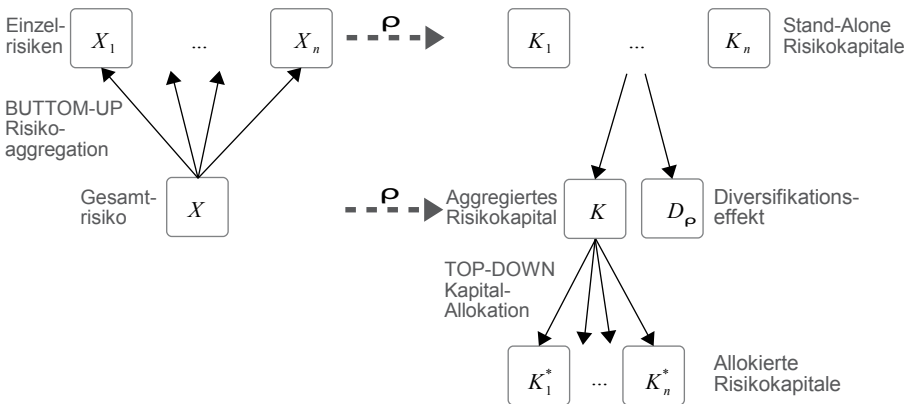 Einzel-
risiken
X₁ ... Xₙ
ρ
K₁ ... Kₙ
Stand-Alone
Risikokapitale
BUTTOM-UP
Risiko-
aggregation
Gesamt-
risiko
X
ρ
Aggregiertes
Risikokapital
K
D_ρ
Diversifikations-
effekt
TOP-DOWN
Kapital-
Allokation
K₁* ... Kₙ*
Allokierte
Risikokapitale